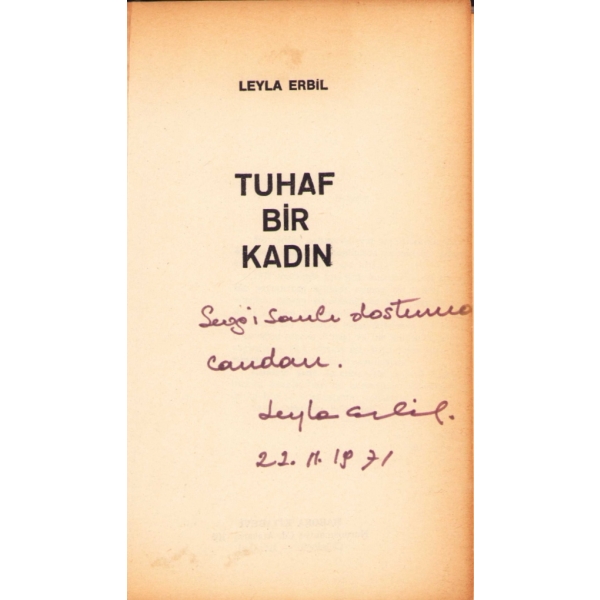 LEYLA ERBİL
TUHAF
BİR
KADIN
Sevgi Sanlı dostuma
candan.
Leyla Erbil.
22.11.1971